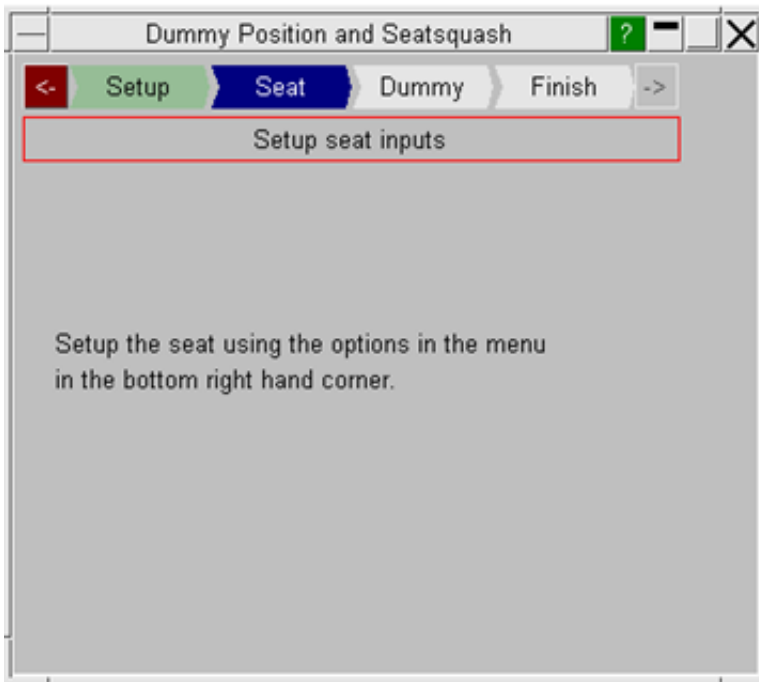 Dummy Position and Seatsquash ?
<- Setup Seat Dummy Finish ->
Setup seat inputs
Setup the seat using the options in the menu
in the bottom right hand corner.